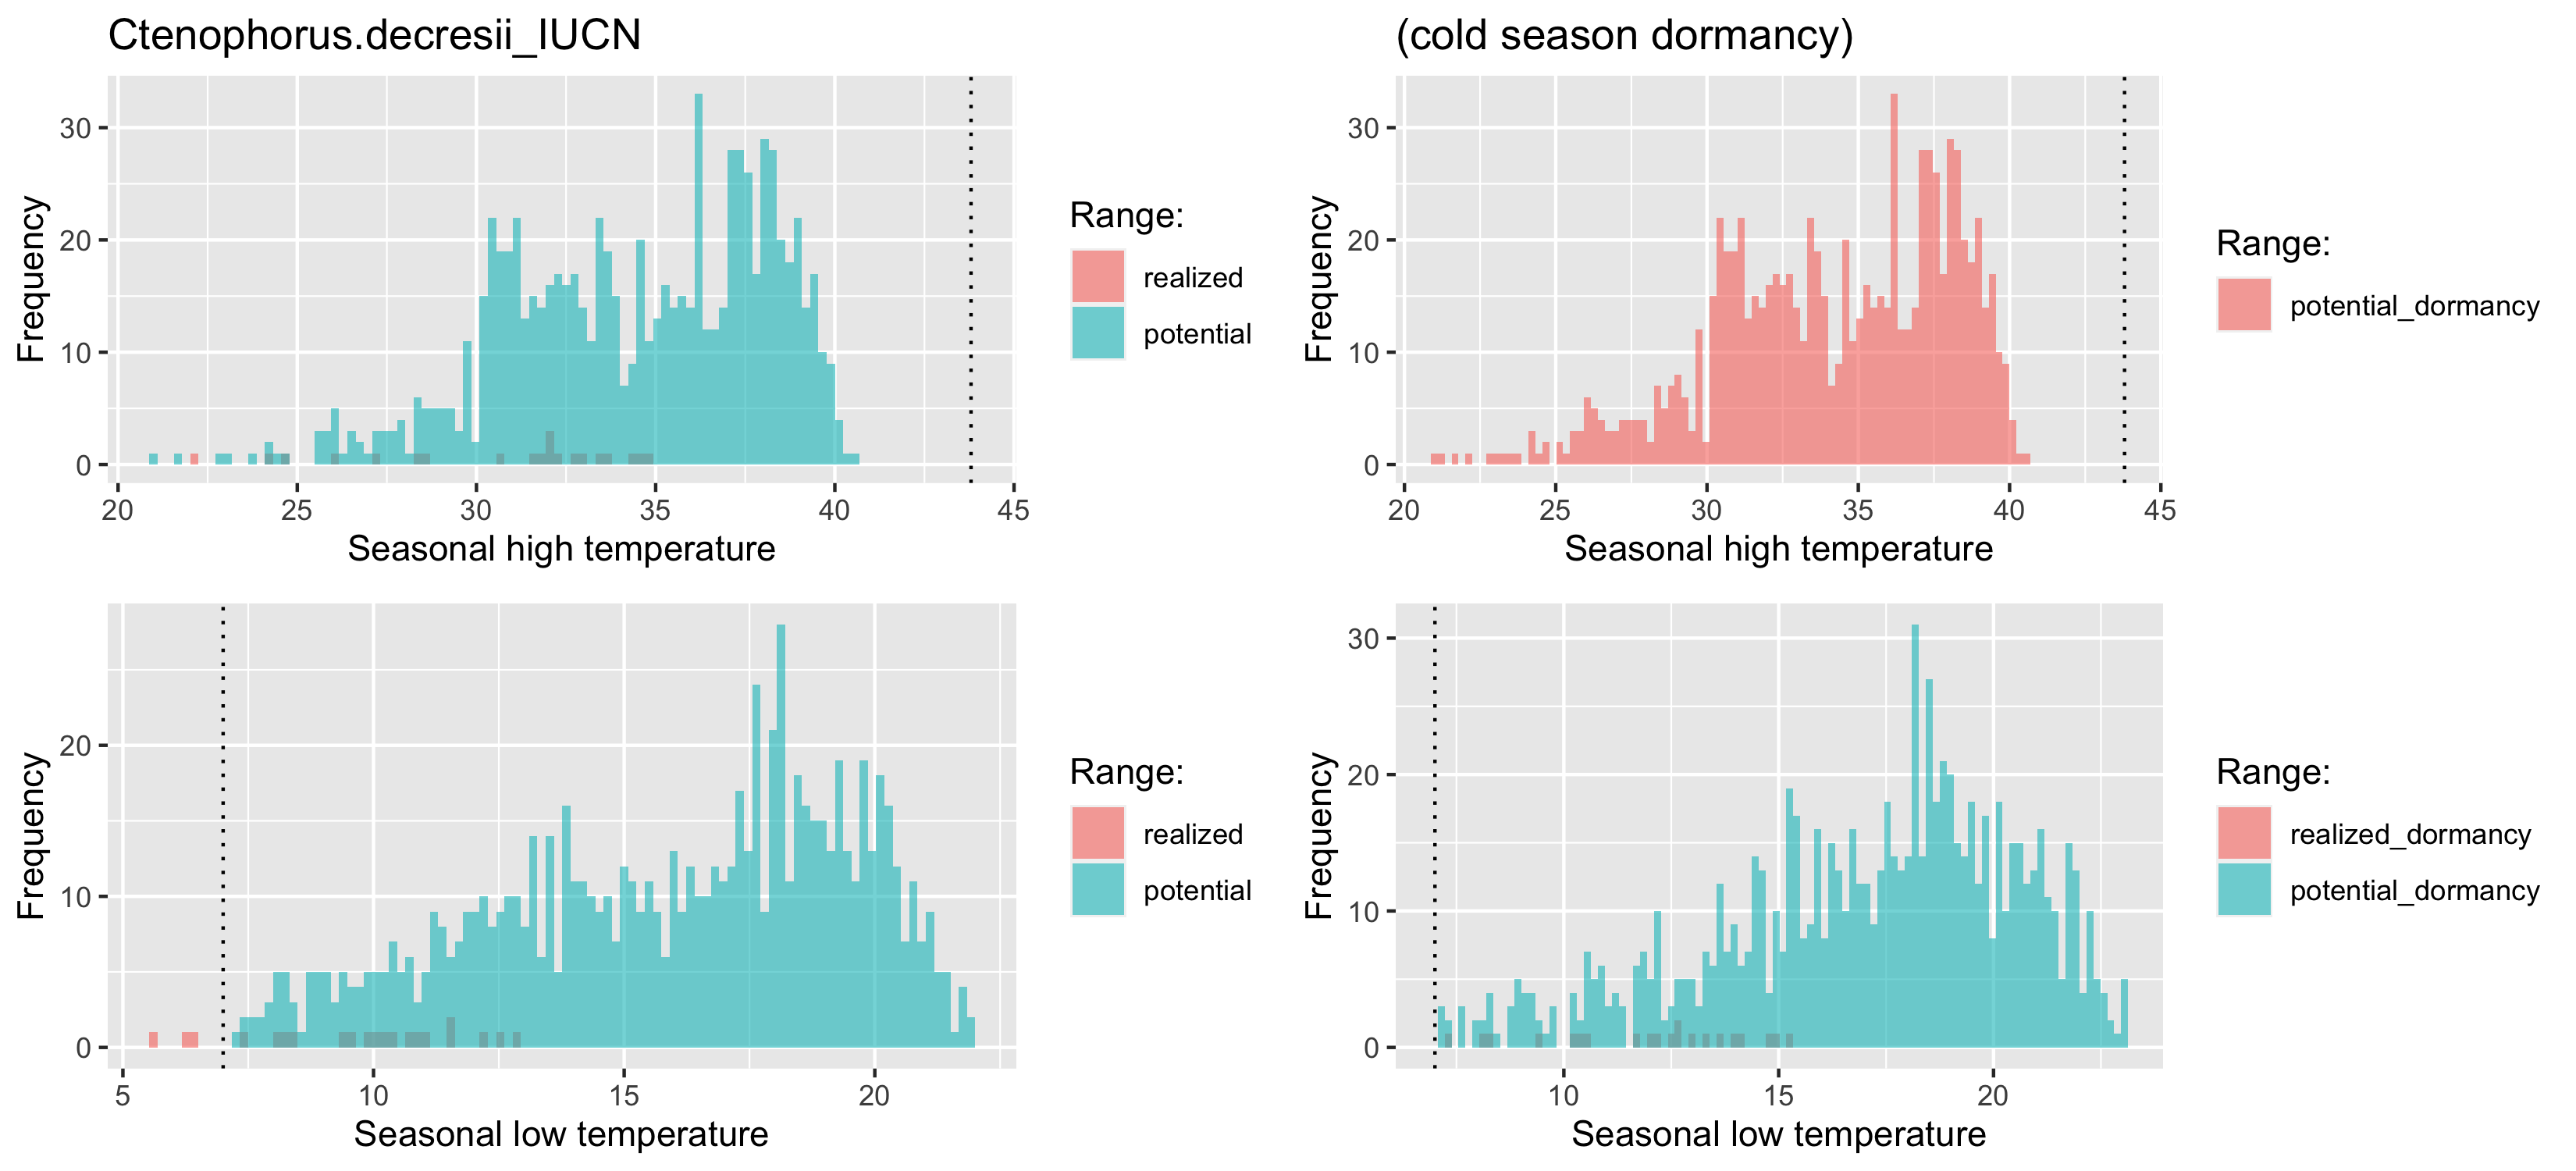 Ctenophorus.decresii_IUCN
Frequency
30
20
10
0
20 25 30 35 40 45
Seasonal high temperature
Range:
realized
potential
(cold season dormancy)
Frequency
30
20
10
0
20 25 30 35 40 45
Seasonal high temperature
Range:
potential_dormancy
Frequency
20
10
0
5 10 15 20
Seasonal low temperature
Range:
realized
potential
Frequency
30
20
10
0
10 15 20
Seasonal low temperature
Range:
realized_dormancy
potential_dormancy